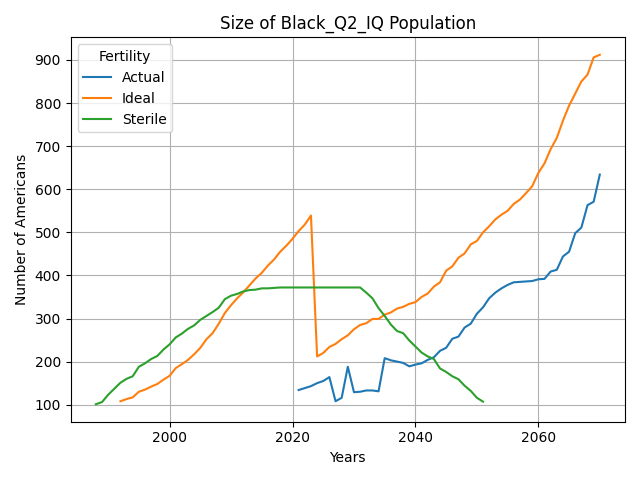 Size of Black_Q2_IQ Population
Fertility
Actual
Ideal
Sterile
Number of Americans
900
800
700
600
500
400
300
200
100
2000
2020
2040
2060
Years